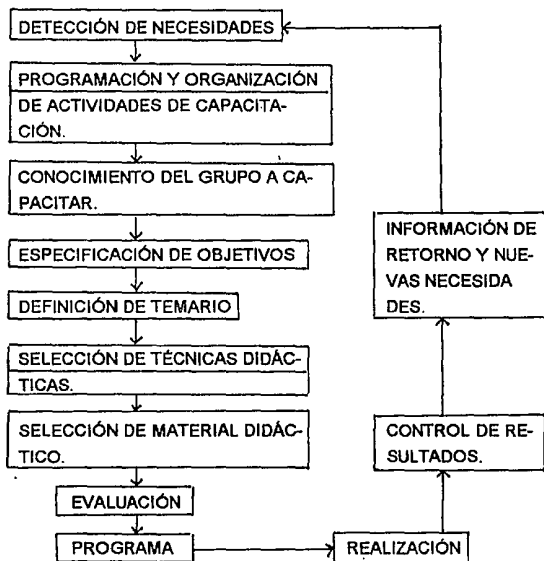 DETECCIÓN DE NECESIDADES
PROGRAMACIÓN Y ORGANIZACIÓN
DE ACTIVIDADES DE CAPACITA-
CIÓN.
CONOCIMIENTO DEL GRUPO A CA-
PACITAR.
ESPECIFICACIÓN DE OBJETIVOS
DEFINICIÓN DE TEMARIO
SELECCIÓN DE TÉCNICAS DIDÁC-
TICAS.
SELECCIÓN DE MATERIAL DIDÁC-
TICO.
EVALUACIÓN
PROGRAMA
REALIZACIÓN
CONTROL DE RE-
SULTADOS.
INFORMACIÓN DE
RETORNO Y NUE-
VAS NECESIDA
DES.